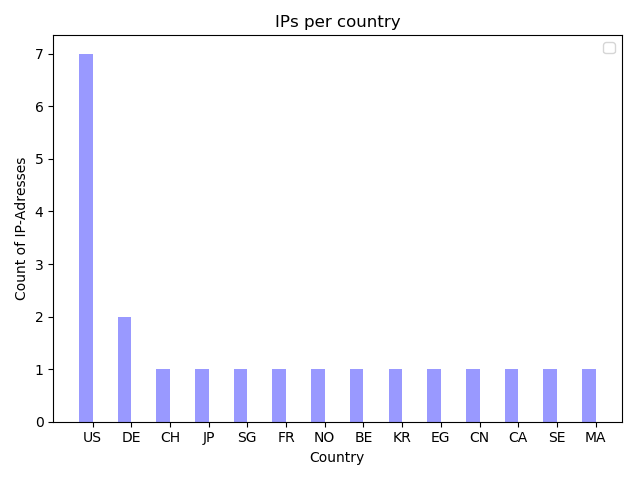 IPs per country
7
6
5
4
3
2
1
0
Count of IP-Adresses
US DE CH JP SG FR NO BE KR EG CN CA SE MA
Country